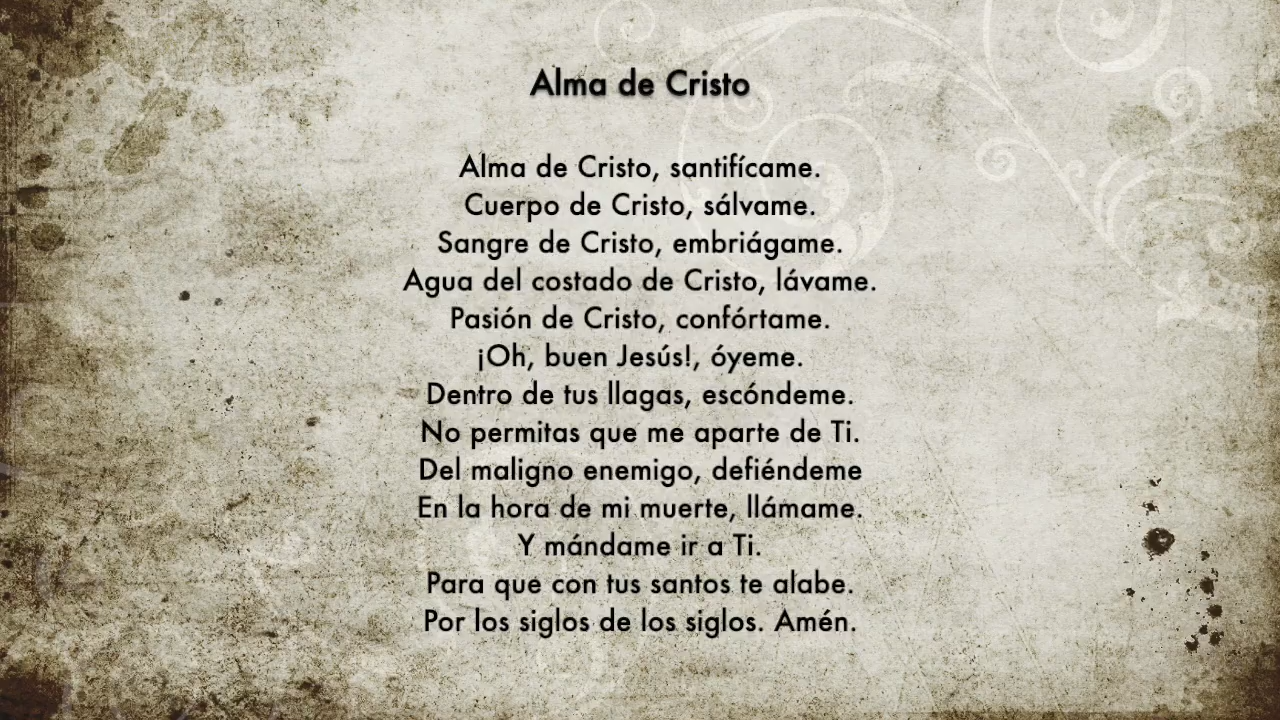 Alma de Cristo
Alma de Cristo, santifícame.
Cuerpo de Cristo, sálvame.
Sangre de Cristo, embriágame.
Agua del costado de Cristo, lávame.
Pasión de Cristo, confórtame.
¡Oh, buen Jesús!, óyeme.
Dentro de tus llagas, escóndeme.
No permitas que me aparte de Ti.
Del maligno enemigo, defiéndeme
En la hora de mi muerte, llámame.
Y mándame ir a Ti.
Para que con tus santos te alabe.
Por los siglos de los siglos. Amén.